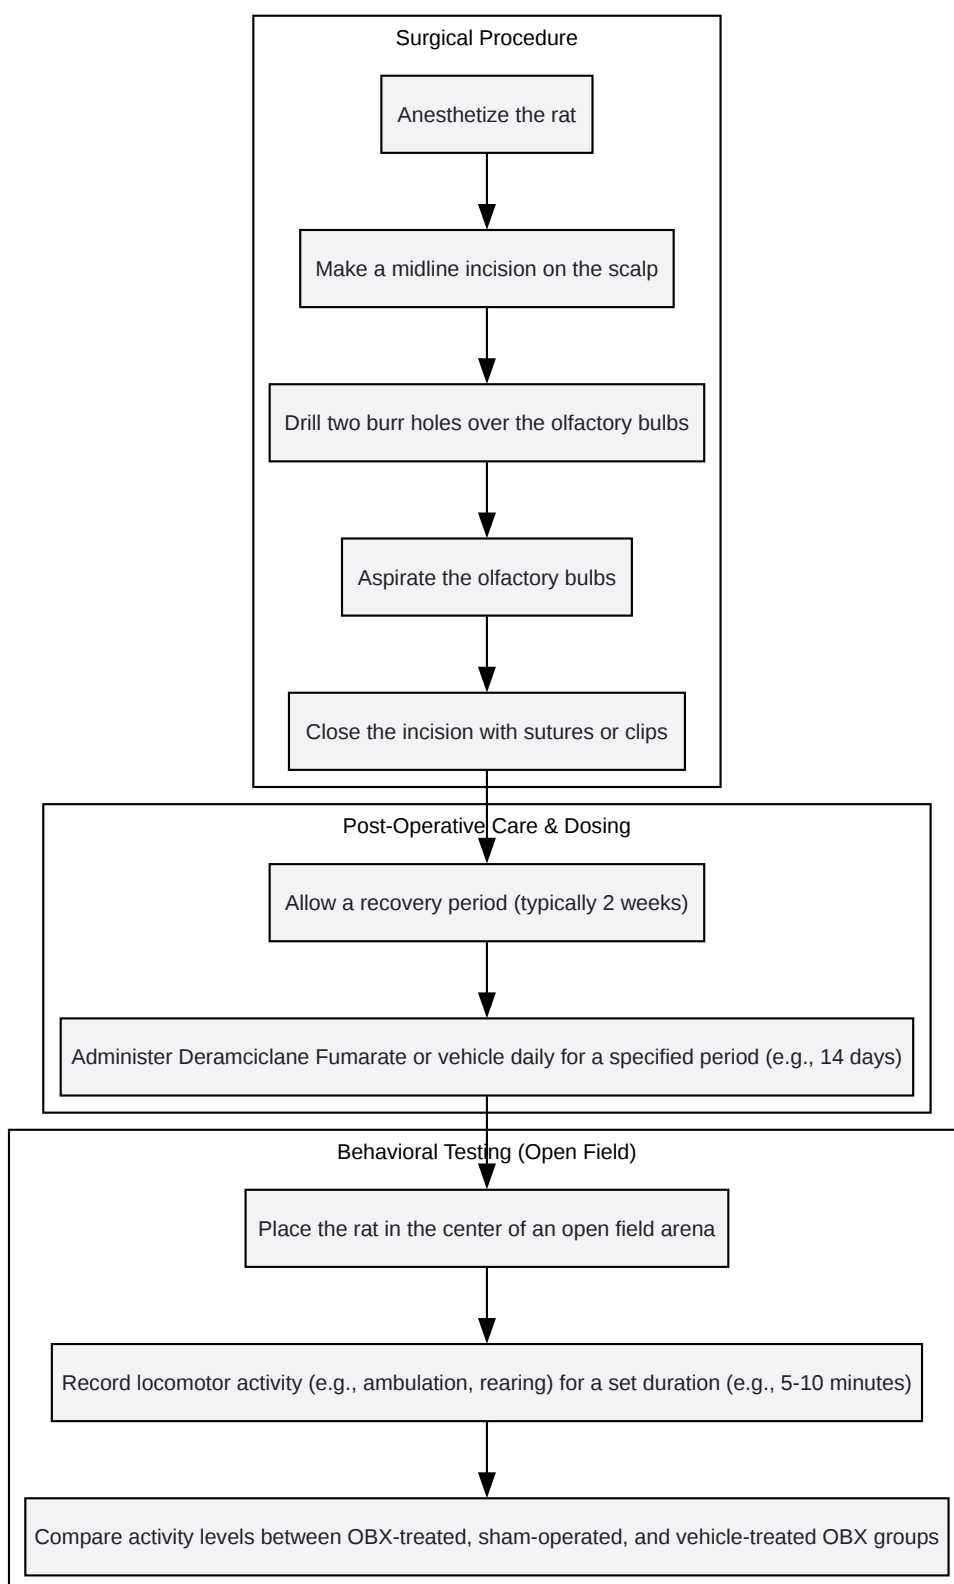 Surgical Procedure
Anesthetize the rat
Make a midline incision on the scalp
Drill two burr holes over the olfactory bulbs
Aspirate the olfactory bulbs
Close the incision with sutures or clips
Post-Operative Care & Dosing
Allow a recovery period (typically 2 weeks)
Administer Deramciclane Fumarate or vehicle daily for a specified period (e.g., 14 days)
Behavioral Testing (Open Field)
Place the rat in the center of an open field arena
Record locomotor activity (e.g., ambulation, rearing) for a set duration (e.g., 5-10 minutes)
Compare activity levels between OBX-treated, sham-operated, and vehicle-treated OBX groups